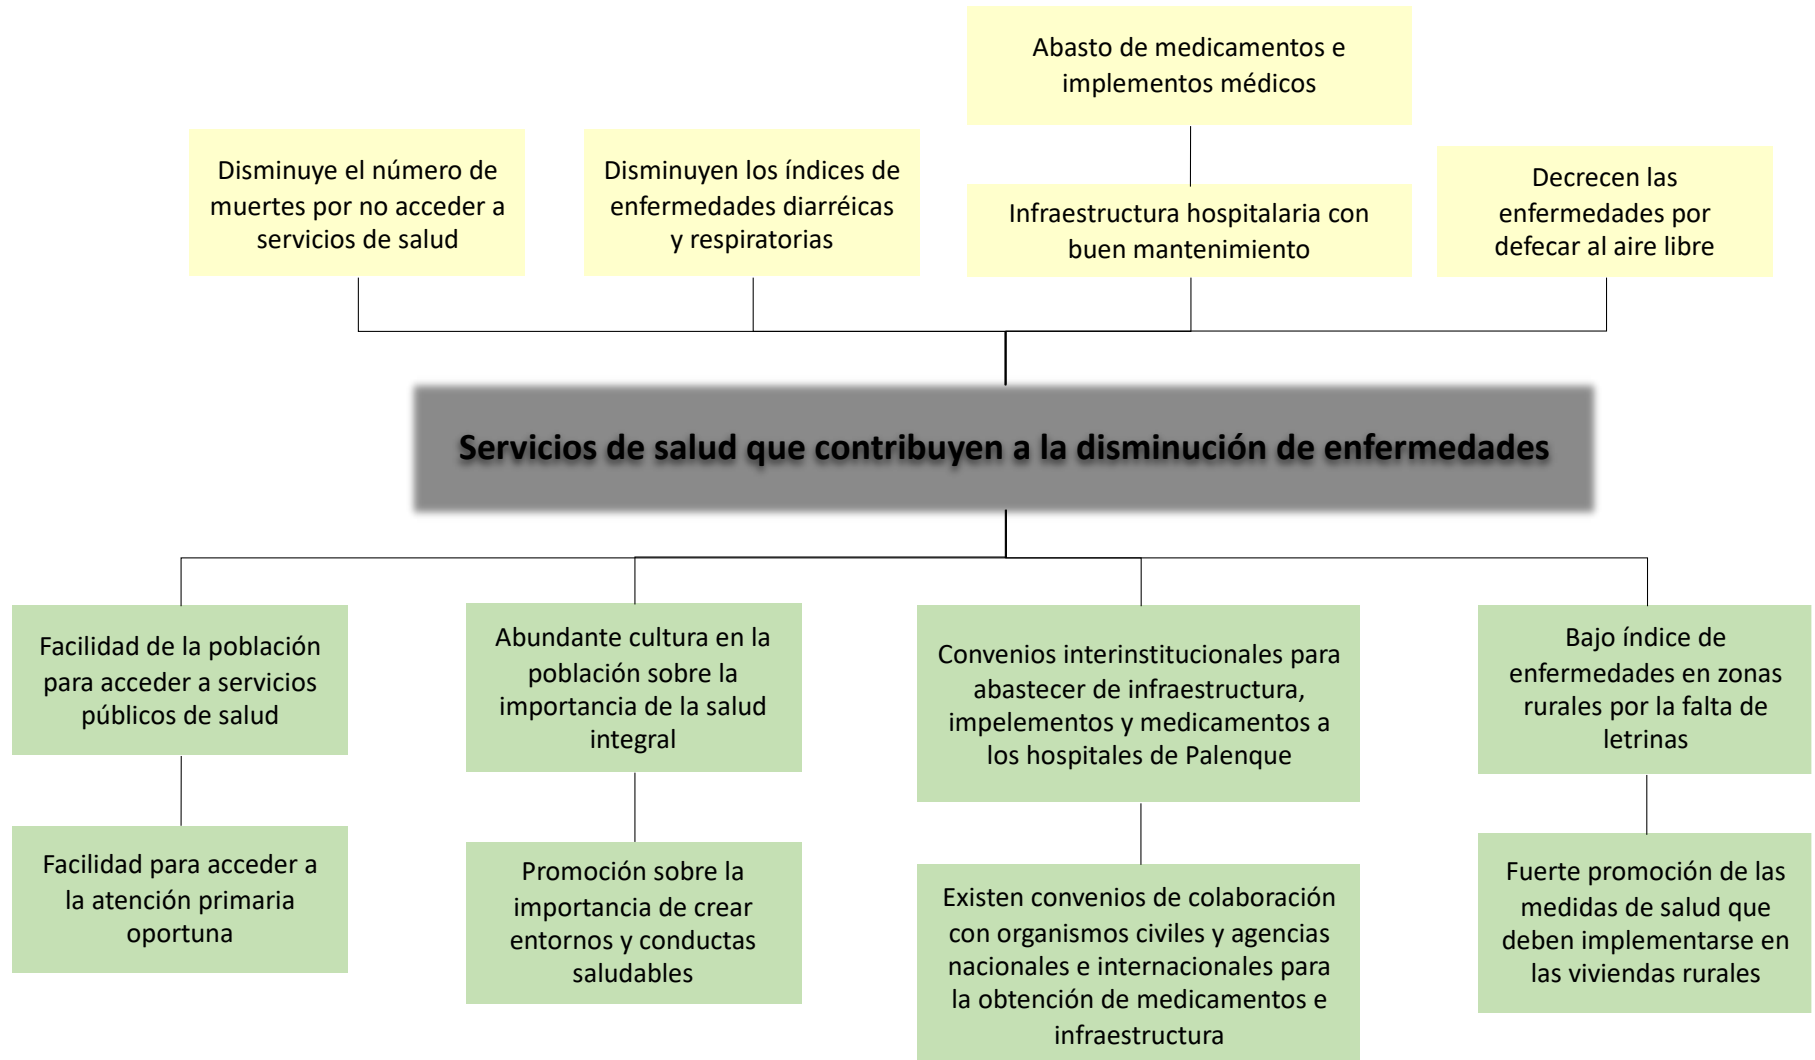 Abasto de medicamentos e
implementos médicos
Disminuye el número de
muertes por no acceder a
servicios de salud
Disminuyen los índices de
enfermedades diarréicas
y respiratorias
Infraestructura hospitalaria con
buen mantenimiento
Decrecen las
enfermedades por
defecar al aire libre
Servicios de salud que contribuyen a la disminución de enfermedades
Facilidad de la población
para acceder a servicios
públicos de salud
Abundante cultura en la
población sobre la
importancia de la salud
integral
Convenios interinstitucionales para
abastecer de infraestructura,
impelementos y medicamentos a
los hospitales de Palenque
Bajo índice de
enfermedades en zonas
rurales por la falta de
letrinas
Facilidad para acceder a
la atención primaria
oportuna
Promoción sobre la
importancia de crear
entornos y conductas
saludables
Existen convenios de colaboración
con organismos civiles y agencias
nacionales e internacionales para
la obtención de medicamentos e
infraestructura
Fuerte promoción de las
medidas de salud que
deben implementarse en
las viviendas rurales